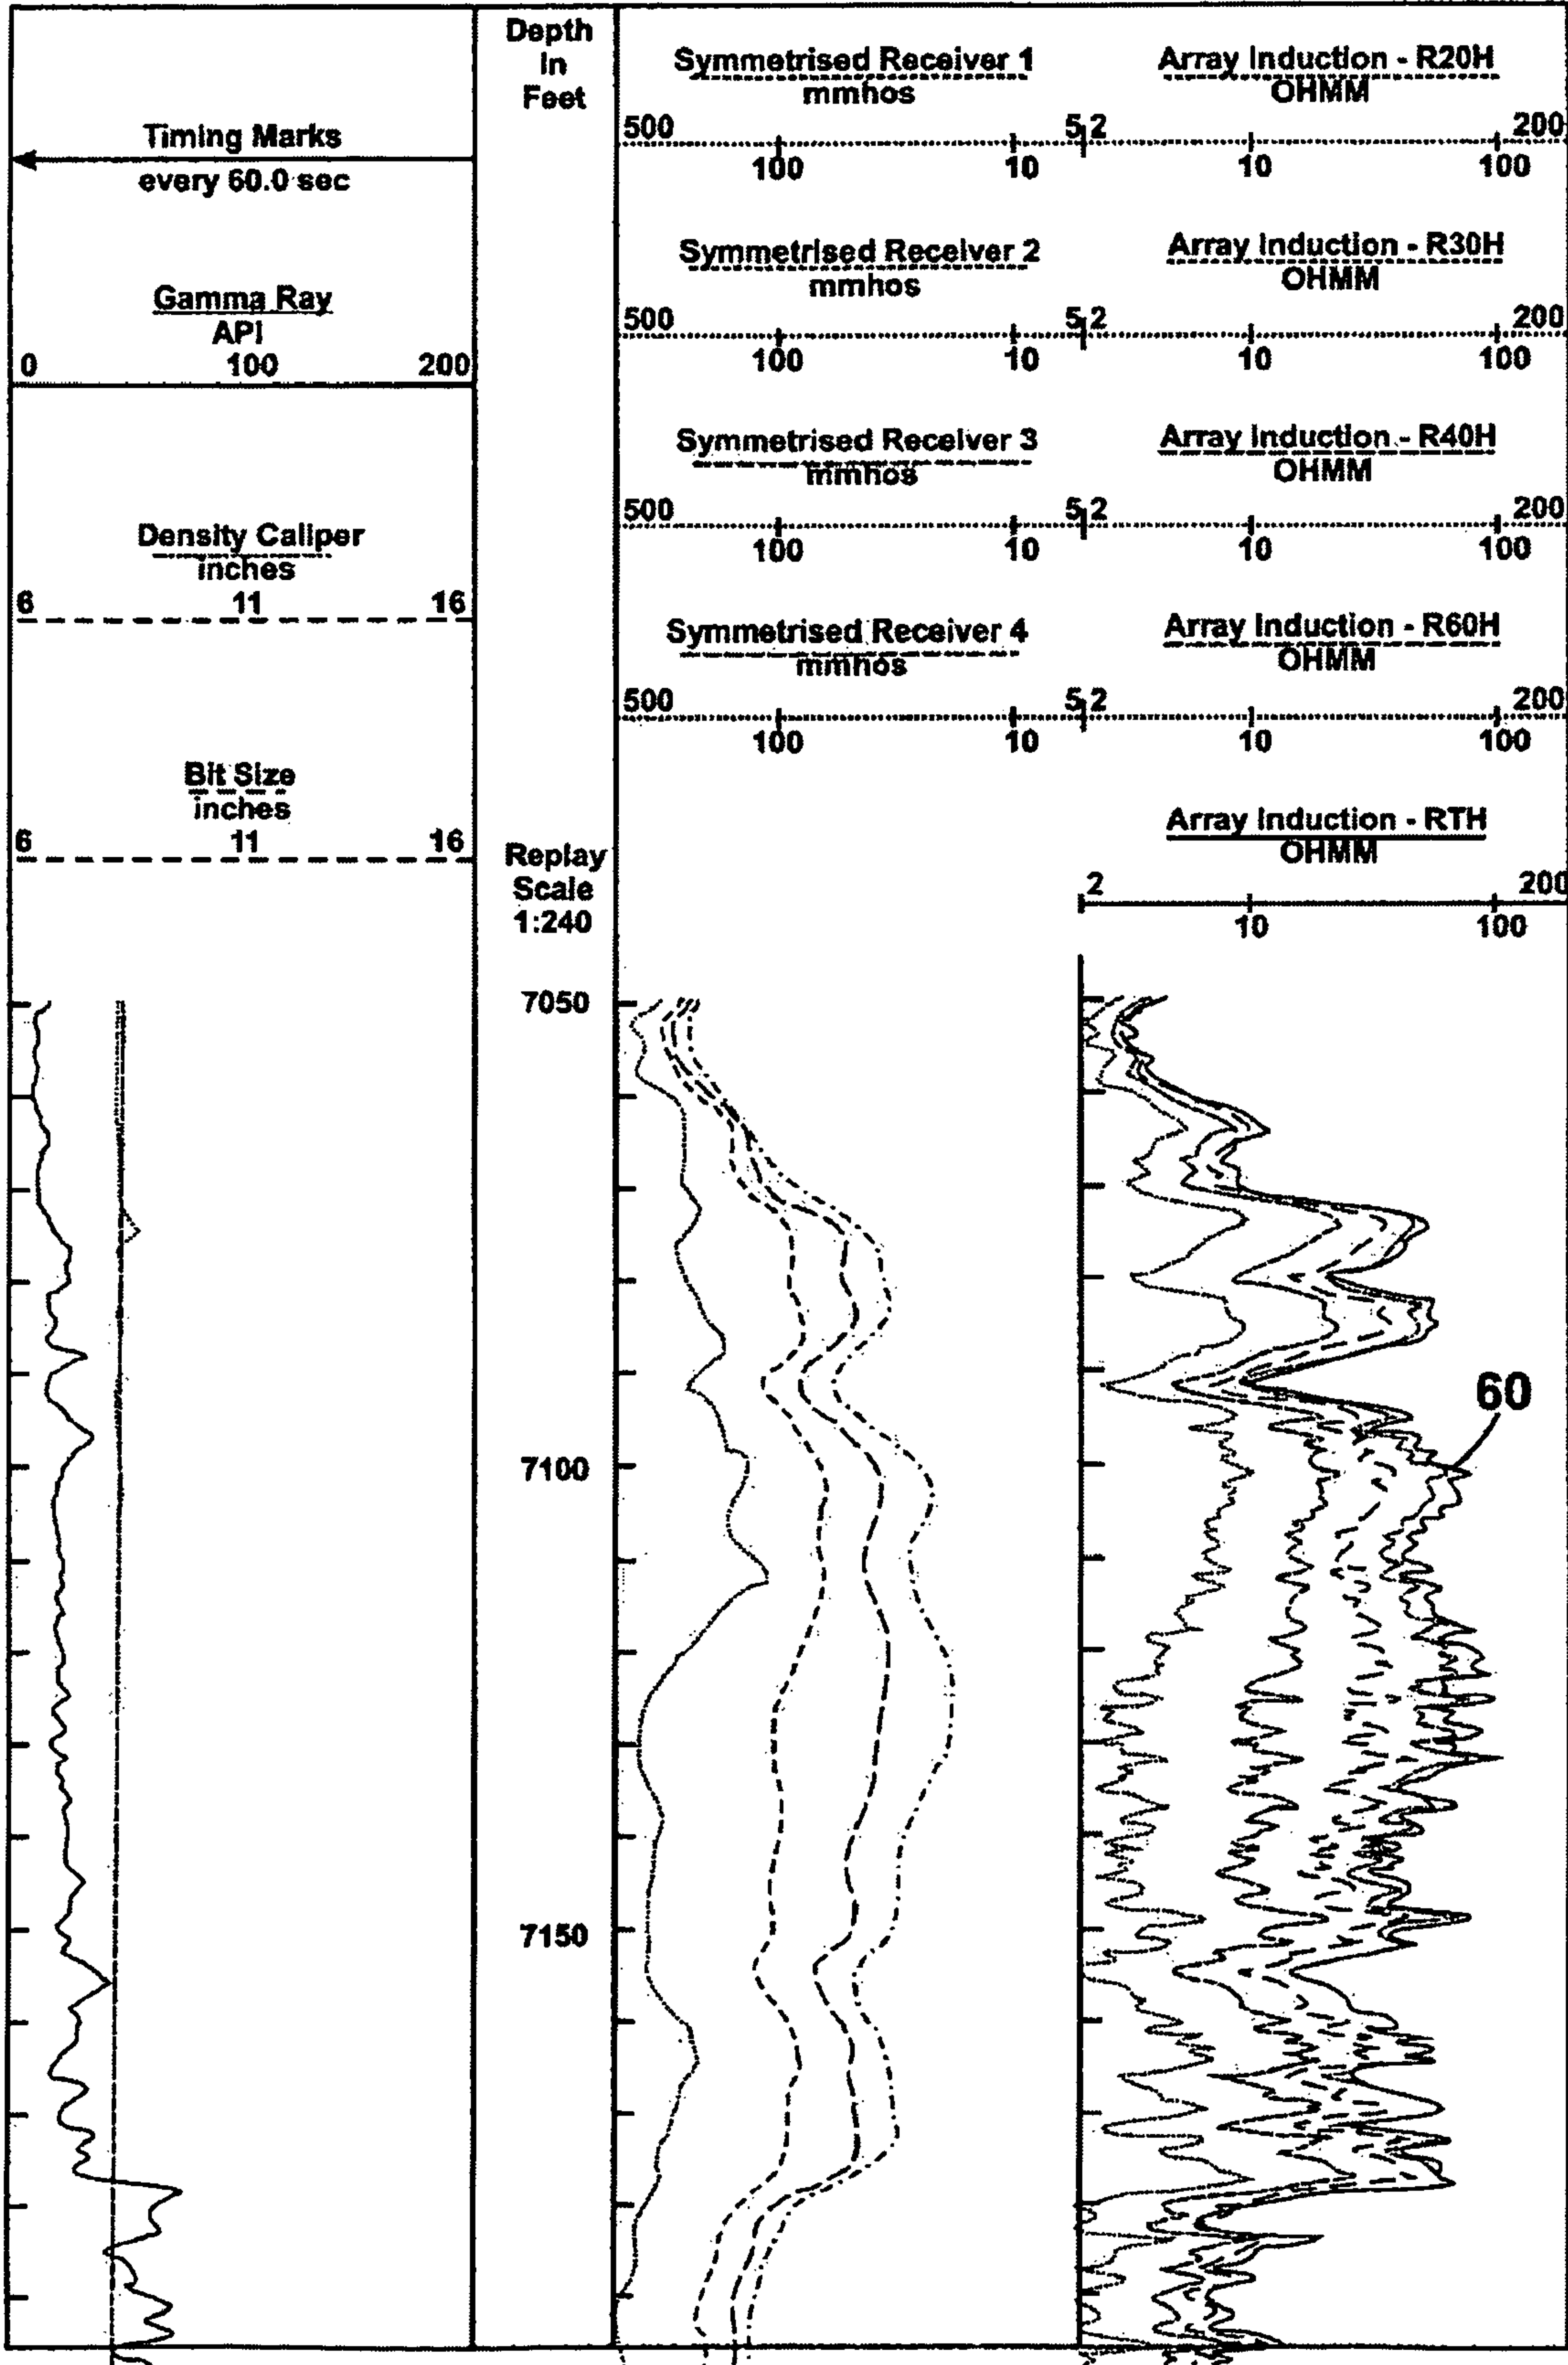 Timing Marks
every 60.0 sec
Gamma Ray
API
0 100 200
Density Caliper
inches
6 11 16
Bit Size
inches
6 11 16
Depth
in
Feet
Replay
Scale
1:240
7050
7100
7150
Symmetrised Receiver 1
mmhos
500 5
100 10
Symmetrised Receiver 2
mmhos
500 5
100 10
Symmetrised Receiver 3
mmhos
500 5
100 10
Symmetrised Receiver 4
mmhos
500 5
100 10
Array Induction - R20H
OHMM
2 200
10 100
Array Induction - R30H
OHMM
2 200
10 100
Array Induction - R40H
OHMM
2 200
10 100
Array Induction - R60H
OHMM
2 200
10 100
Array Induction - RTH
OHMM
2 200
10 100
60